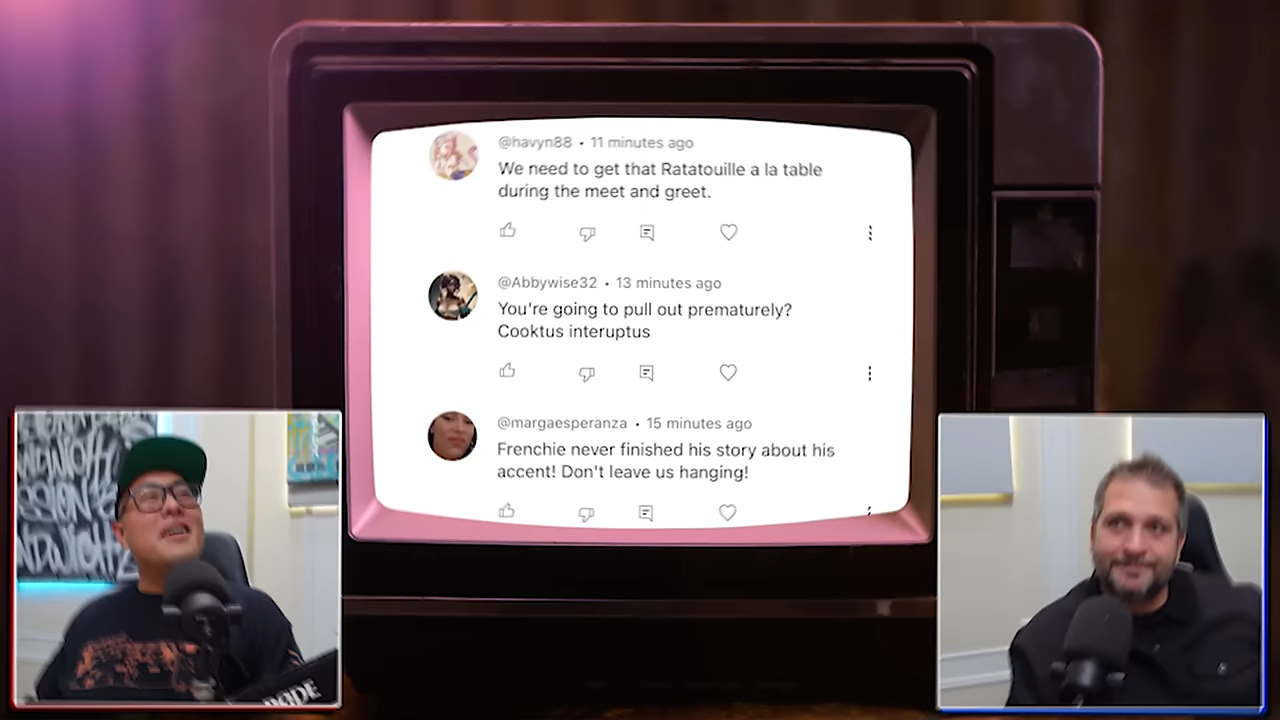 @havyn88 • 11 minutes ago
We need to get that Ratatouille a la table
during the meet and greet.
@Abbywise32 • 13 minutes ago
You're going to pull out prematurely?
Cooktus interuptus
@margaesperanza • 15 minutes ago
Frenchie never finished his story about his
accent! Don't leave us hanging!